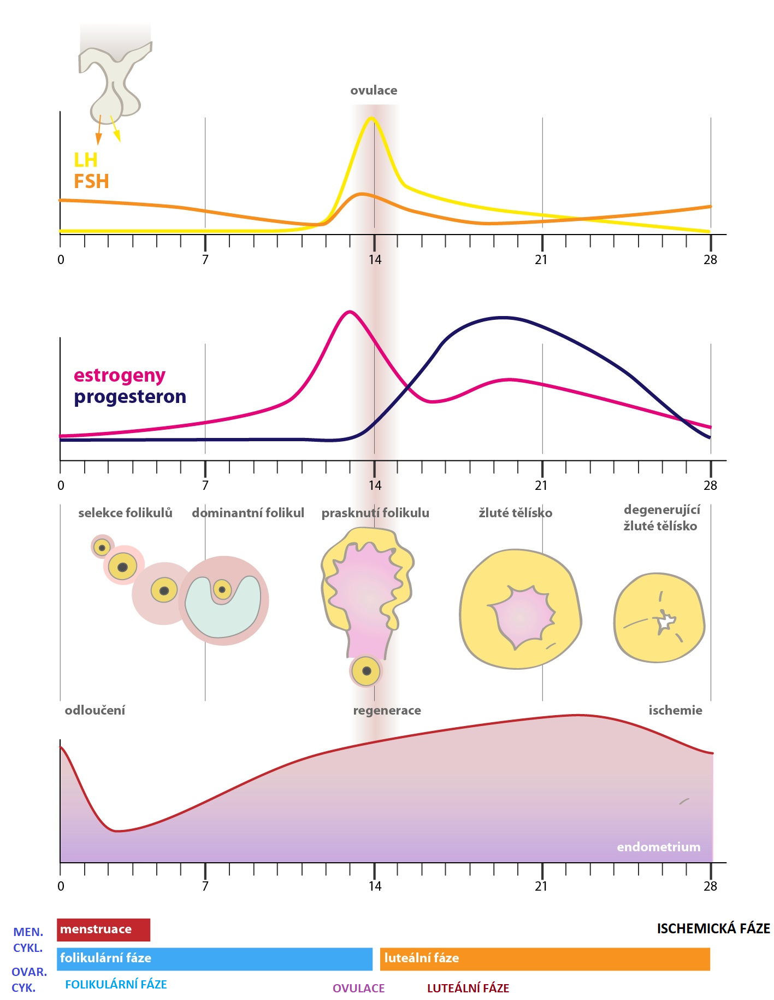 ovulace
LH
FSH
0 7 14 21 28
estrogeny
progesteron
0 7 14 21 28
selekce folikulů dominantní folikul prasknutí folikulu žluté tělísko degenerující
žluté tělísko
odloučení regenerace ischemie
endometrium
0 7 14 21 28
MEN. menstruace ISCHEMICKÁ FÁZE
CYKL.
folikulární fáze luteální fáze
OVAR.
CYK. FOLIKULÁRNÍ FÁZE OVULACE LUTEÁLNÍ FÁZE